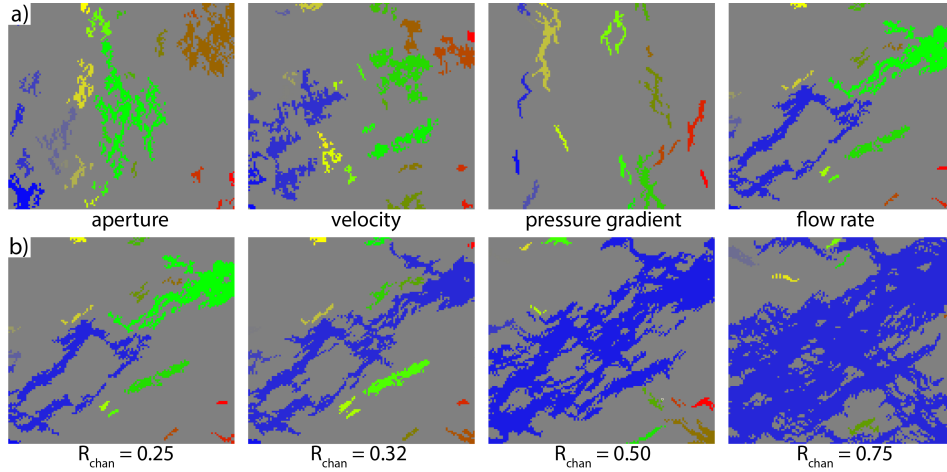 a)
aperture
velocity
pressure gradient
flow rate
b)
R_chan = 0.25
R_chan = 0.32
R_chan = 0.50
R_chan = 0.75